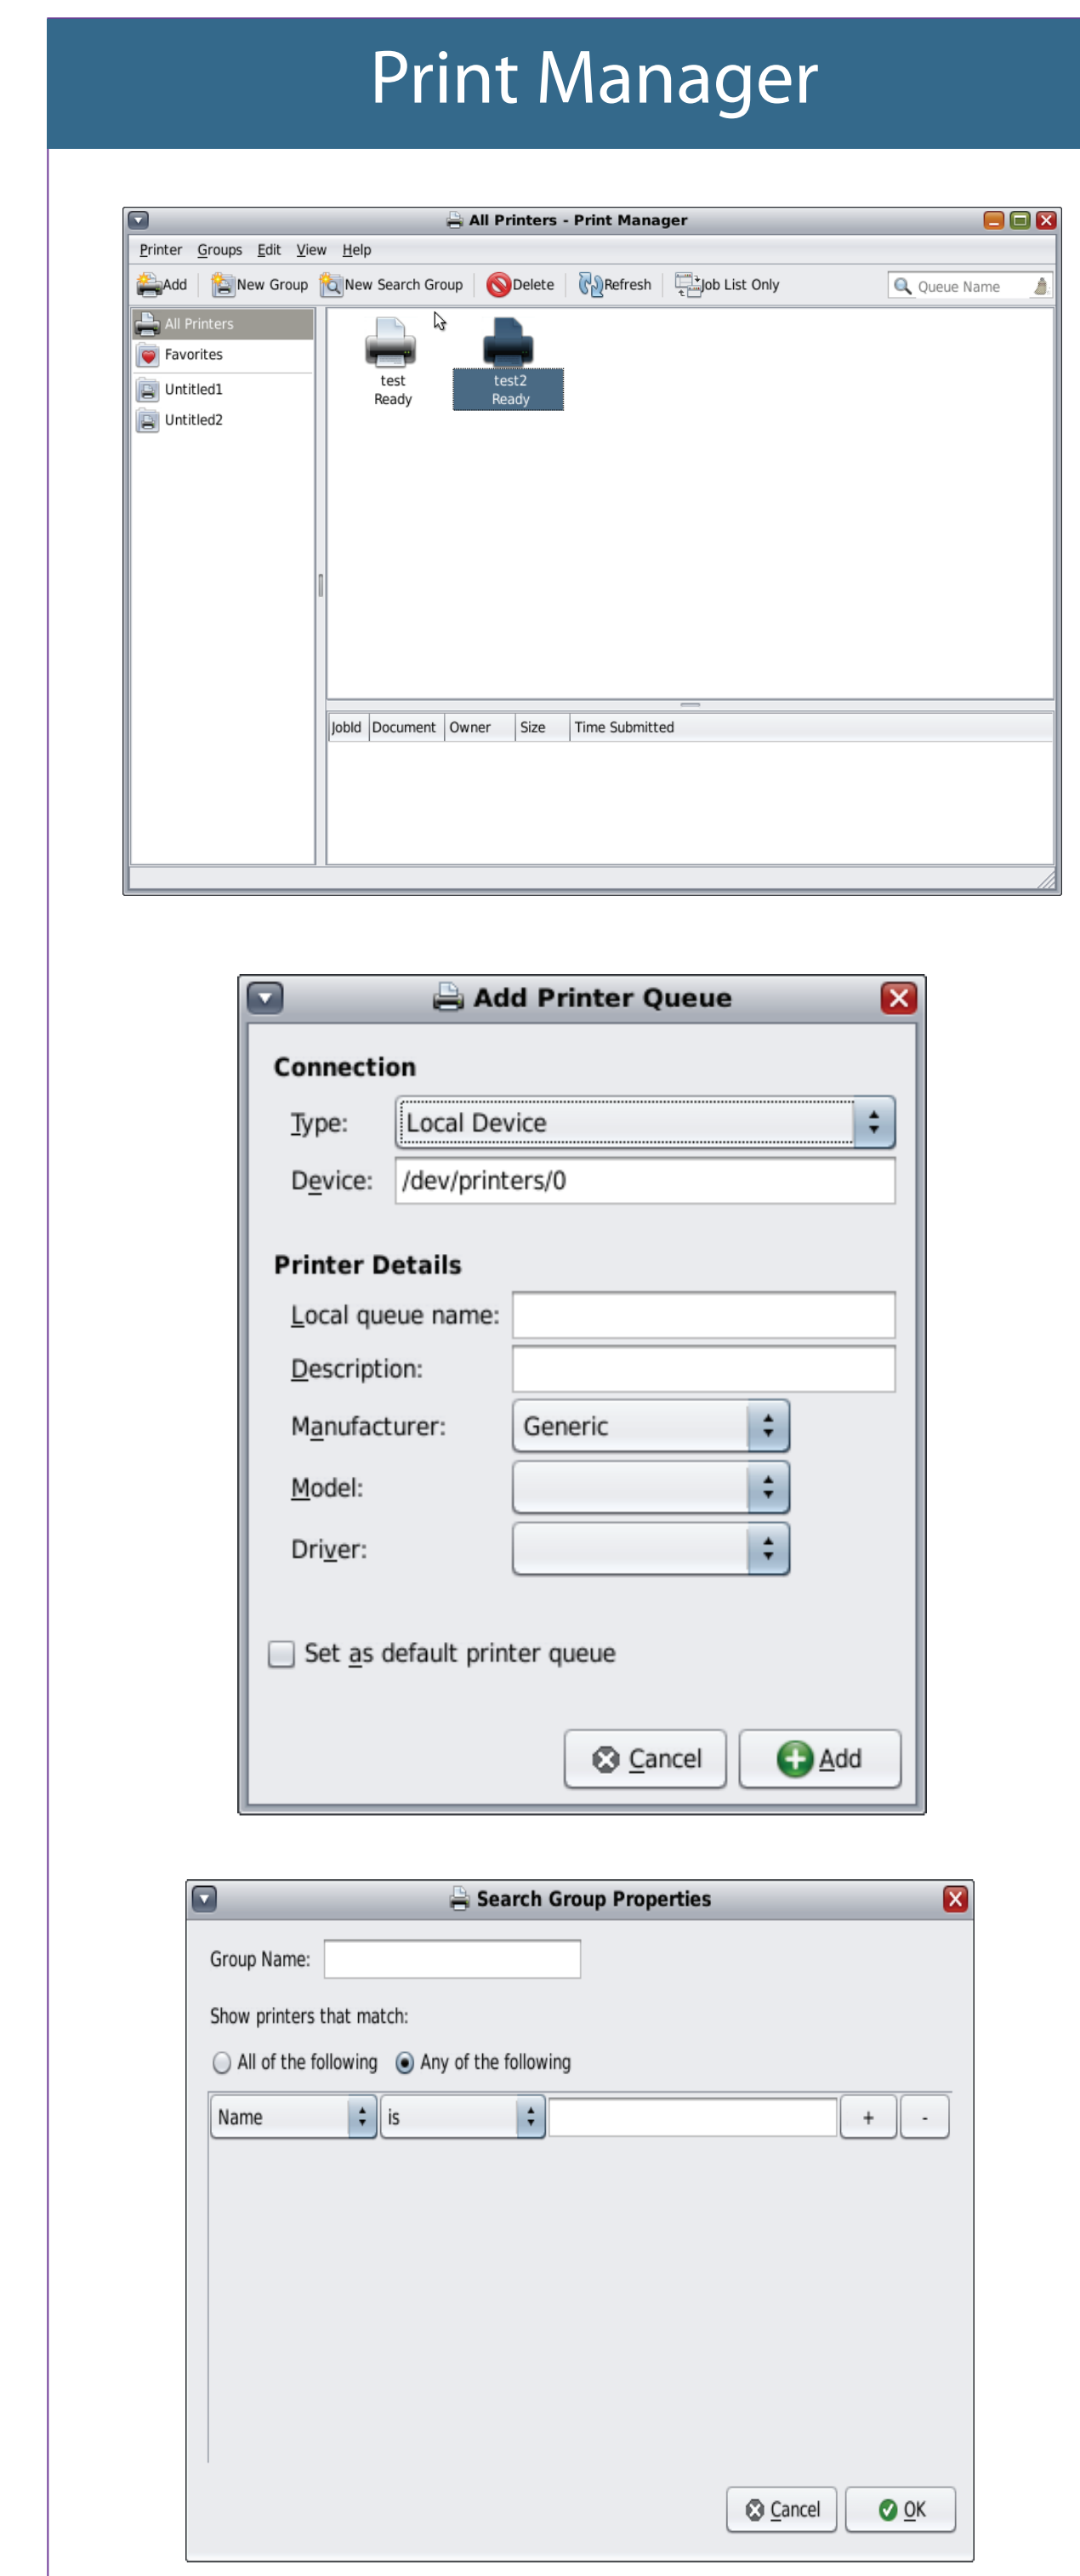 Print Manager
All Printers - Print Manager
Printer Groups Edit View Help
Add New Group New Search Group Delete Refresh Job List Only Queue Name
All Printers
Favorites
Untitled1
Untitled2
test test2
Ready Ready
JobId Document Owner Size Time Submitted
Add Printer Queue
Connection
Type: Local Device
Device: /dev/printers/0
Printer Details
Local queue name:
Description:
Manufacturer: Generic
Model:
Driver:
Set as default printer queue
Cancel Add
Search Group Properties
Group Name:
Show printers that match:
All of the following Any of the following
Name is + -
Cancel OK